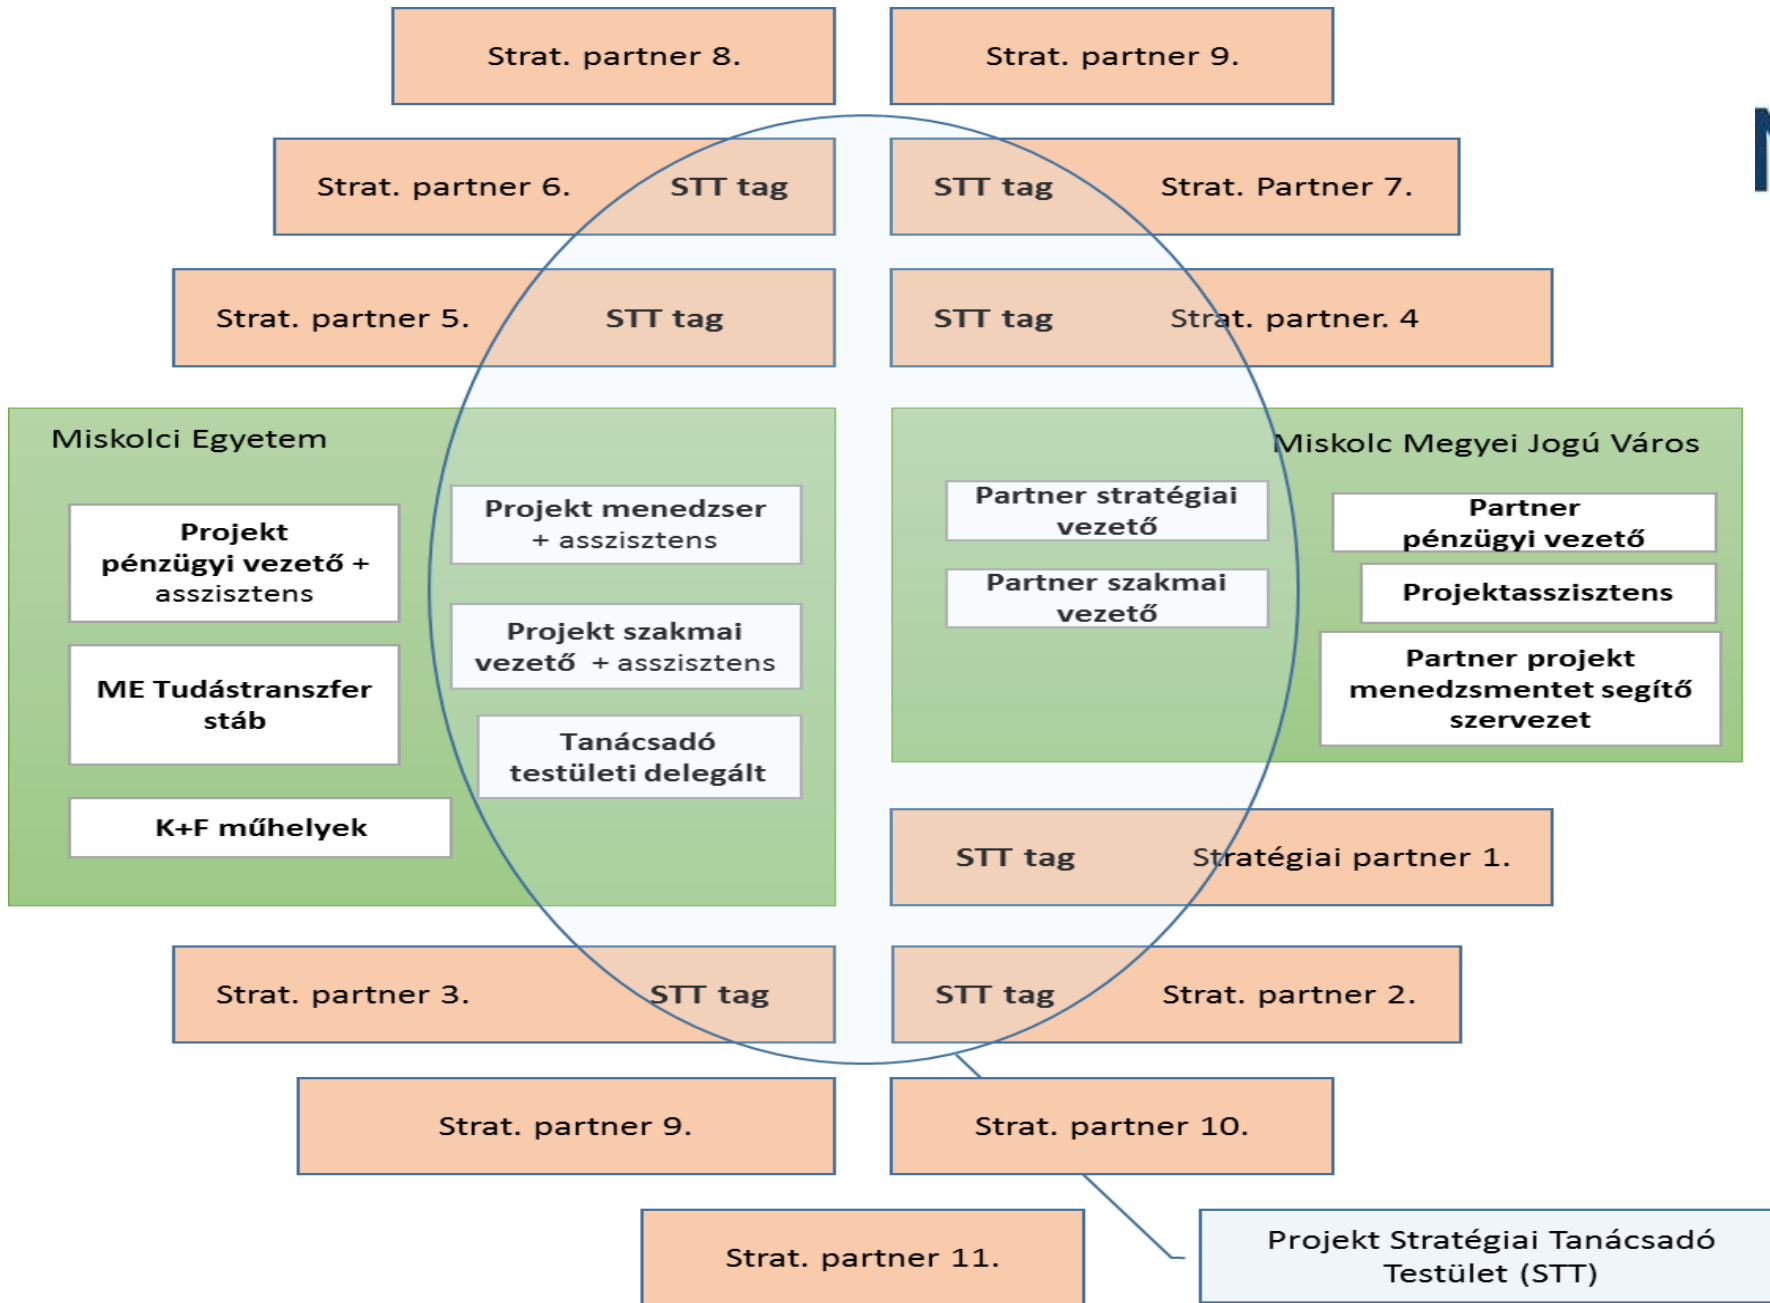 Strat. partner 8.
Strat. partner 9.
Strat. partner 6. STT tag
STT tag Strat. Partner 7.
Strat. partner 5. STT tag
STT tag Strat. partner. 4
Miskolci Egyetem
Projekt
pénzügyi vezető +
asszisztens
ME Tudástranszfer
stáb
K+F műhelyek
Projekt menedzser
+ asszisztens
Projekt szakmai
vezető + asszisztens
Tanácsadó
testületi delegált
Miskolc Megyei Jogú Város
Partner stratégiai
vezető
Partner szakmai
vezető
Partner
pénzügyi vezető
Projektasszisztens
Partner projekt
menedzsmentet segítő
szervezet
STT tag Stratégiai partner 1.
Strat. partner 3. STT tag
STT tag Strat. partner 2.
Strat. partner 9.
Strat. partner 10.
Strat. partner 11.
Projekt Stratégiai Tanácsadó
Testület (STT)